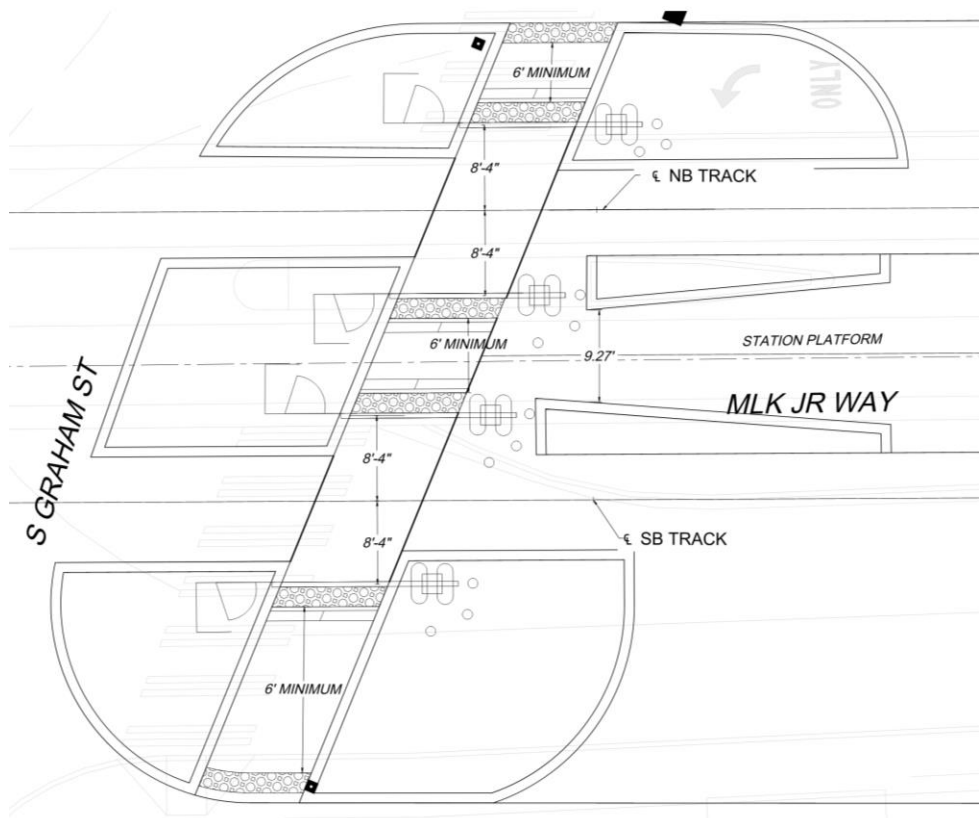 6' MINIMUM
ONLY
8'-4"
℄ NB TRACK
8'-4"
6' MINIMUM
9.27'
STATION PLATFORM
MLK JR WAY
S GRAHAM ST
8'-4"
8'-4"
℄ SB TRACK
6' MINIMUM